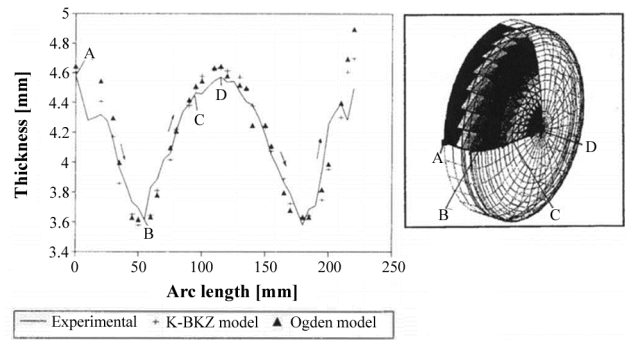 5
4.8
4.6
4.4
4.2
4
3.8
3.6
3.4
Thickness [mm]
A
B
C
D
0 50 100 150 200 250
Arc length [mm]
Experimental + K-BKZ model ▲ Ogden model
A
B
C
D